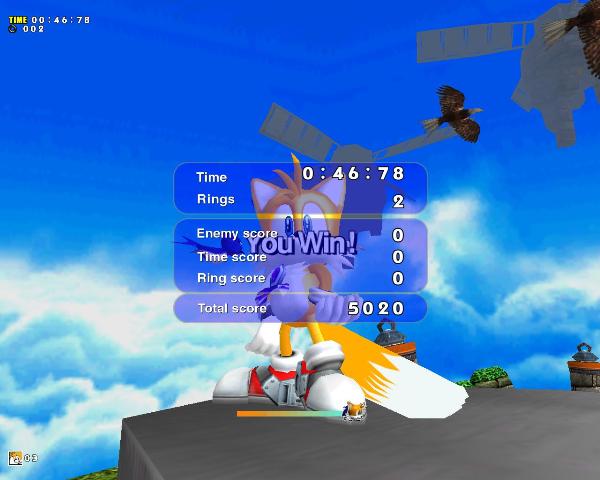 TIME 00:46:78
002
Time 0:46:78
Rings 2
Enemy score 0
You Win!
Time score 0
Ring score 0
Total score 5020
03